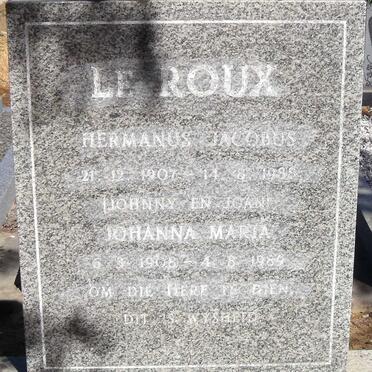 LE ROUX
HERMANUS JACOBUS
21. 12. 1907 – 14. 6. 1988
(JOHNNY EN JOAN)
JOHANNA MARIA
6. 3. 1908 – 4. 8. 1989
OM DIE HERE TE DIEN,
DIT IS WYSHEID